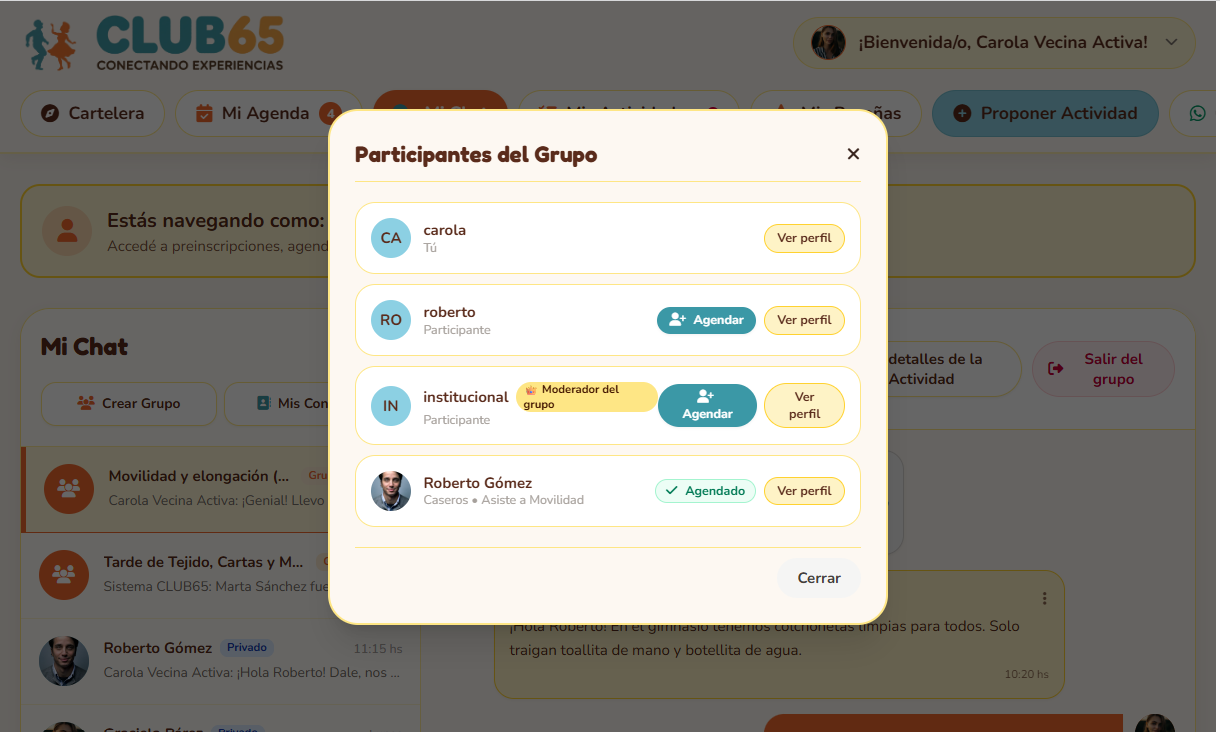 CLUB65
CONECTANDO EXPERIENCIAS
¡Bienvenida/o, Carola Vecina Activa!
Cartelera
Mi Agenda 4
Proponer Actividad
Participantes del Grupo
Estás navegando como:
Accedé a preinscripciones, agend
CA
carola
Tú
Ver perfil
RO
roberto
Participante
Agendar
Ver perfil
IN
institucional
Moderador del
grupo
Participante
Agendar
Ver
perfil
Roberto Gómez
Caseros • Asiste a Movilidad
Agendado
Ver perfil
Cerrar
Mi Chat
Crear Grupo
Mis Con
detalles de la
Actividad
Salir del
grupo
Movilidad y elongación (... Gru
Carola Vecina Activa: ¡Genial! Llevo
Tarde de Tejido, Cartas y M...
Sistema CLUB65: Marta Sánchez fue
Roberto Gómez Privado 11:15 hs
Carola Vecina Activa: ¡Hola Roberto! Dale, nos ...
¡Hola Roberto! En el gimnasio tenemos colchonetas limpias para todos. Solo
traigan toallita de mano y botellita de agua.
10:20 hs